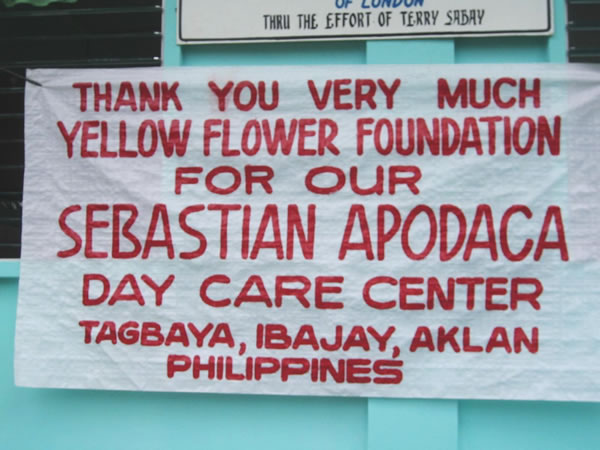 OF LONDON
THRU THE EFFORT OF TERRY SABAY
THANK YOU VERY MUCH
YELLOW FLOWER FOUNDATION
FOR OUR
SEBASTIAN APODACA
DAY CARE CENTER
TAGBAYA, IBAJAY, AKLAN
PHILIPPINES